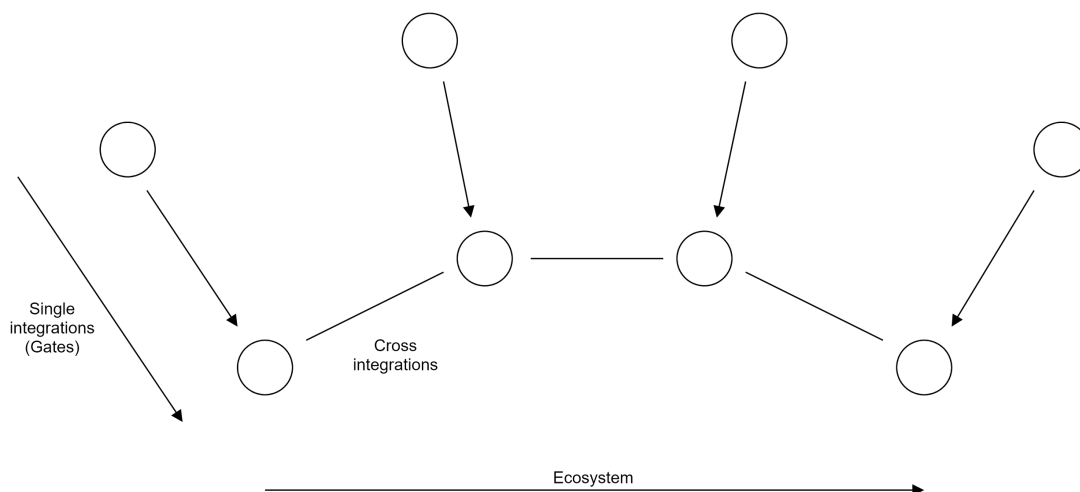 Single
integrations
(Gates)
Cross
integrations
Ecosystem